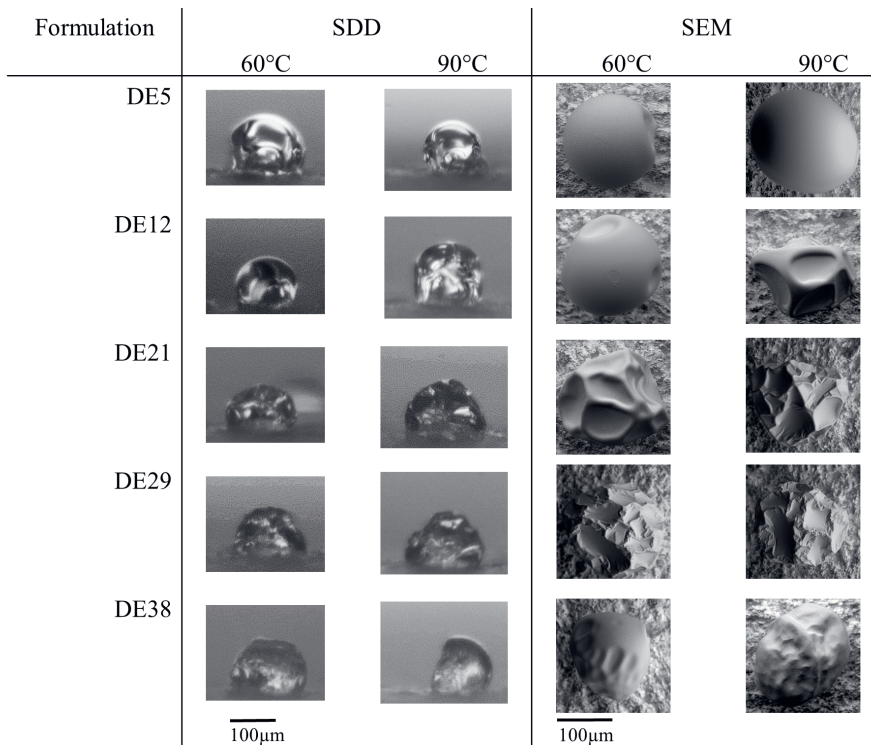 Formulation SDD SEM
60°C 90°C 60°C 90°C
DE5
DE12
DE21
DE29
DE38
100µm 100µm